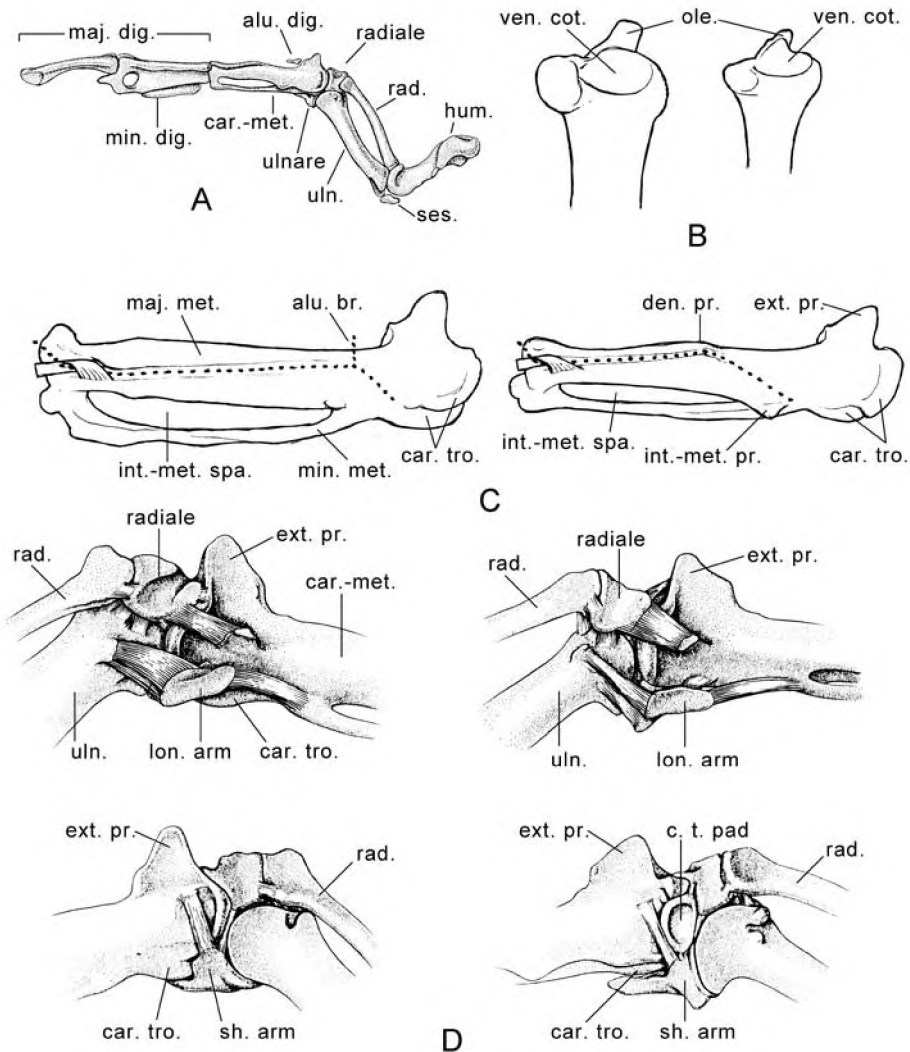 maj. dig.
alu. dig.
radiale
min. dig.
car.-met.
rad.
ulnare
uln.
hum.
ses.
A
ven. cot.
ole.
ven. cot.
B
maj. met.
alu. br.
int.-met. spa.
min. met.
car. tro.
den. pr.
ext. pr.
int.-met. spa.
int.-met. pr.
car. tro.
C
rad.
radiale
ext. pr.
car.-met.
uln.
lon. arm
car. tro.
rad.
radiale
ext. pr.
uln.
lon. arm
ext. pr.
rad.
car. tro.
sh. arm
ext. pr.
c. t. pad
rad.
car. tro.
sh. arm
D